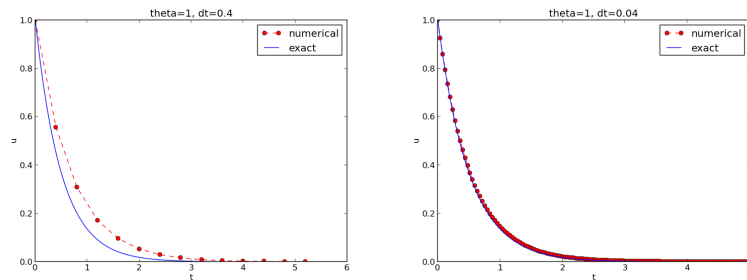 theta=1, dt=0.4
1.0
numerical
exact
0.8
0.6
u
0.4
0.2
0.0
0 1 2 3 4 5 6
t
theta=1, dt=0.04
1.0
numerical
exact
0.8
0.6
u
0.4
0.2
0.0
0 1 2 3 4
t